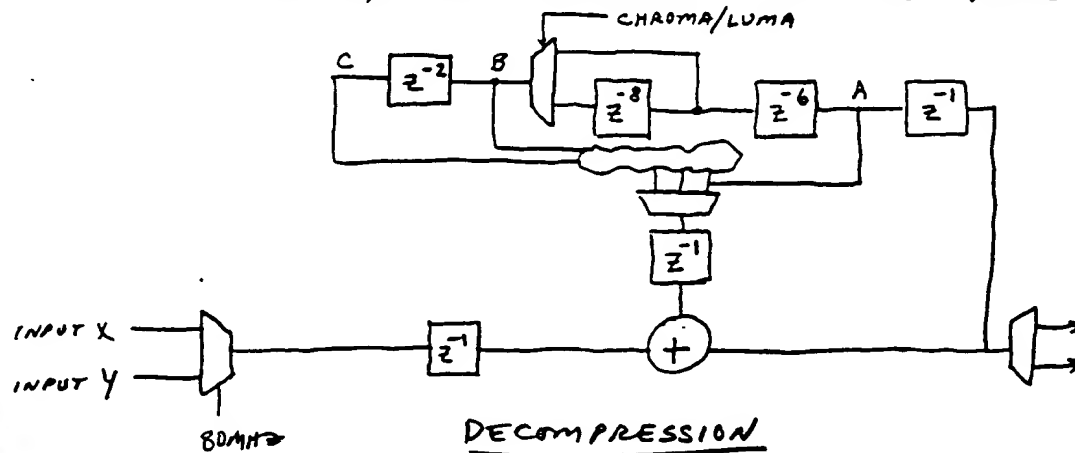 CHROMA/LUMA
C
z⁻²
B
z⁻⁸
z⁻⁶
A
z⁻¹
z⁻¹
INPUT X
z⁻¹
+
INPUT Y
80MHz
DECOMPRESSION